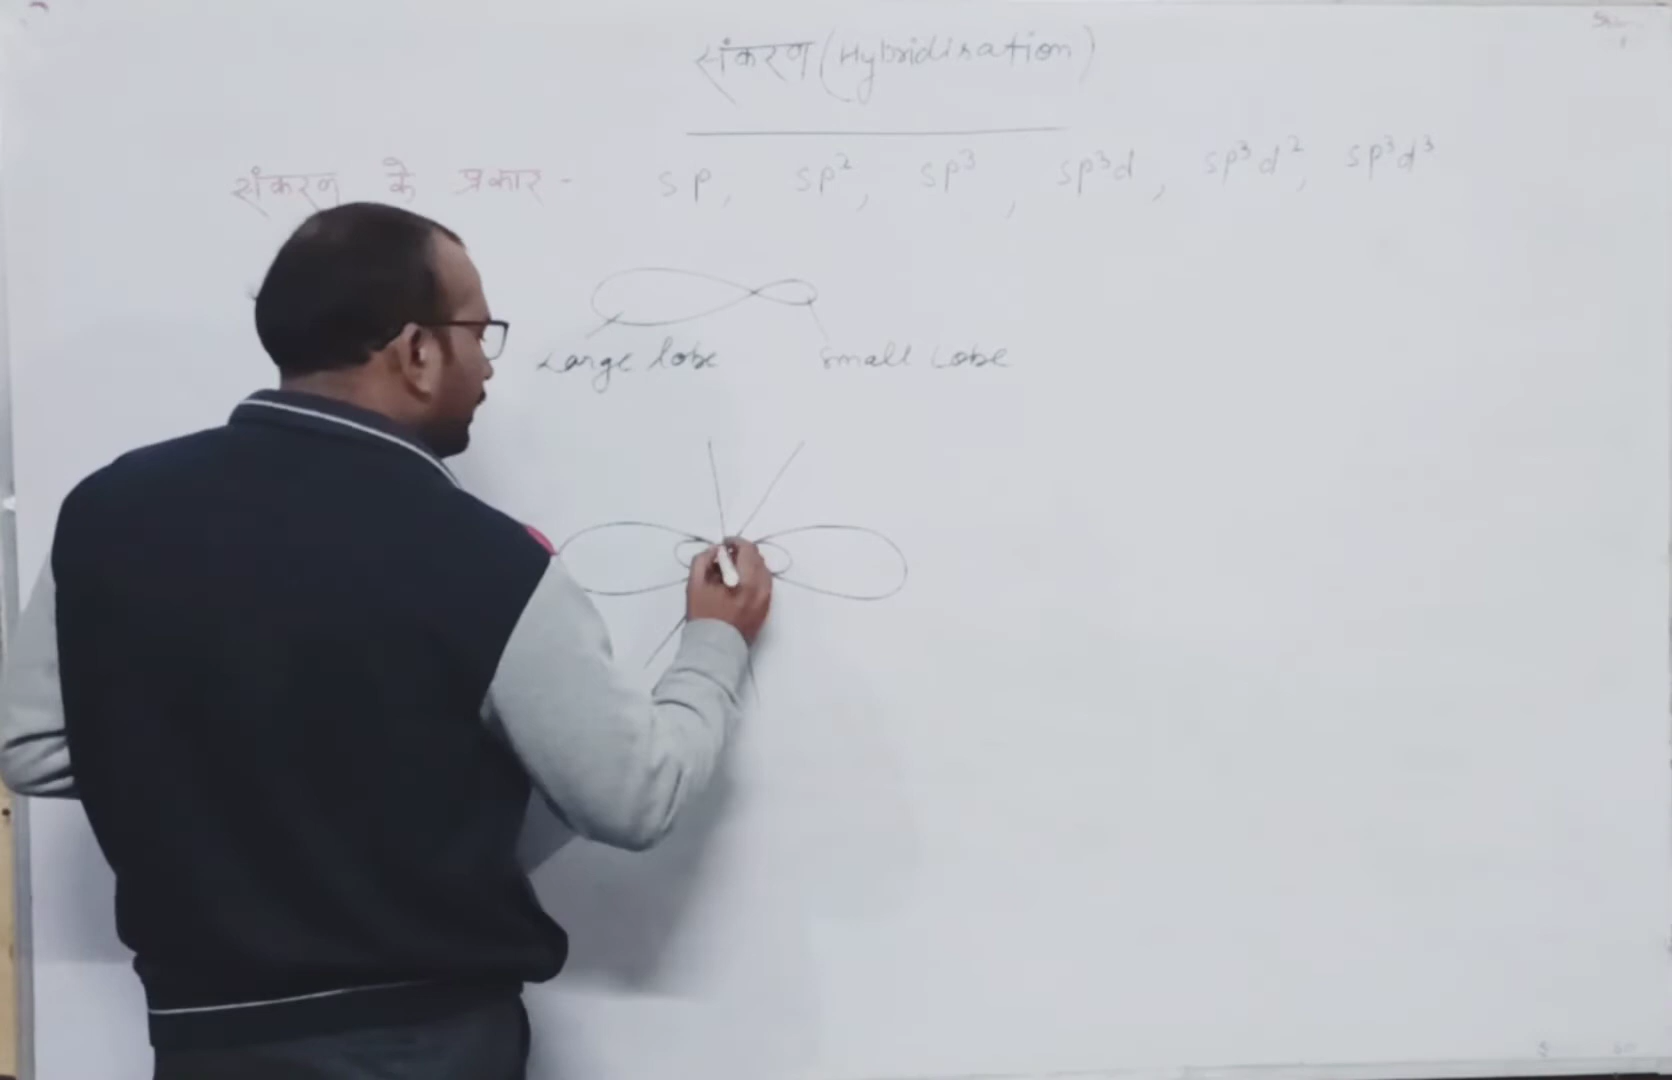 संकरण (Hybridisation)
संकरण के प्रकार - sp, sp², sp³, sp³d, sp³d², sp³d³
Large lobe small Lobe